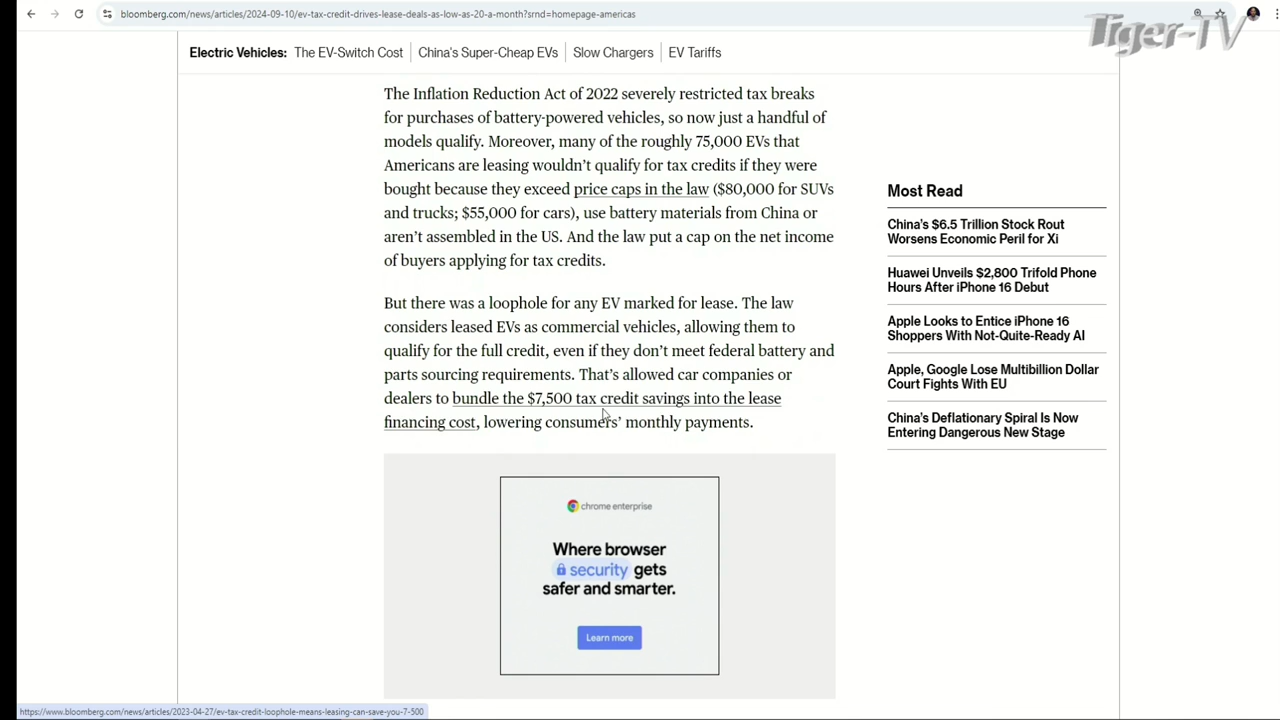 bloomberg.com/news/articles/2024-09-10/ev-tax-credit-drives-lease-deals-as-low-as-20-a-month?srnd=homepage-americas
Tiger-TV
Electric Vehicles: The EV-Switch Cost | China's Super-Cheap EVs | Slow Chargers | EV Tariffs
The Inflation Reduction Act of 2022 severely restricted tax breaks
for purchases of battery-powered vehicles, so now just a handful of
models qualify. Moreover, many of the roughly 75,000 EVs that
Americans are leasing wouldn't qualify for tax credits if they were
bought because they exceed price caps in the law ($80,000 for SUVs
and trucks; $55,000 for cars), use battery materials from China or
aren't assembled in the US. And the law put a cap on the net income
of buyers applying for tax credits.
But there was a loophole for any EV marked for lease. The law
considers leased EVs as commercial vehicles, allowing them to
qualify for the full credit, even if they don't meet federal battery and
parts sourcing requirements. That's allowed car companies or
dealers to bundle the $7,500 tax credit savings into the lease
financing cost, lowering consumers' monthly payments.
Most Read
China's $6.5 Trillion Stock Rout
Worsens Economic Peril for Xi
Huawei Unveils $2,800 Trifold Phone
Hours After iPhone 16 Debut
Apple Looks to Entice iPhone 16
Shoppers With Not-Quite-Ready AI
Apple, Google Lose Multibillion Dollar
Court Fights With EU
China's Deflationary Spiral Is Now
Entering Dangerous New Stage
chrome enterprise
Where browser
security gets
safer and smarter.
Learn more
https://www.bloomberg.com/news/articles/2023-04-27/ev-tax-credit-loophole-means-leasing-can-save-you-7-500